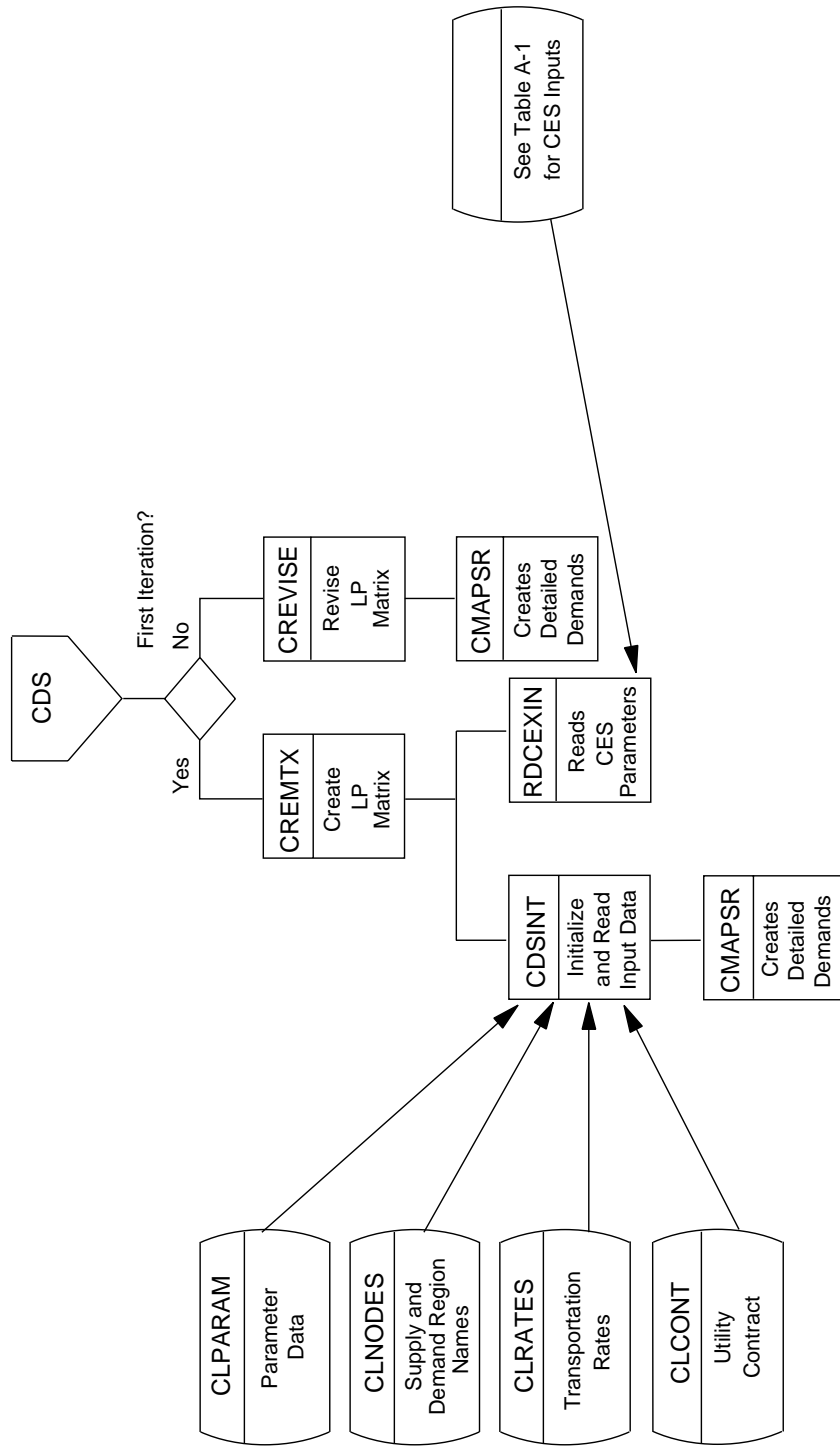 CDS
First Iteration?
Yes
No
CREMTX
Create
LP
Matrix
CREVISE
Revise
LP
Matrix
CDSINT
Initialize
and Read
Input Data
RDCEXIN
Reads
CES
Parameters
CMAPSR
Creates
Detailed
Demands
CMAPSR
Creates
Detailed
Demands
CLPARAM
Parameter
Data
CLNODES
Supply and
Demand Region
Names
CLRATES
Transportation
Rates
CLCONT
Utility
Contract
See Table A-1
for CES Inputs